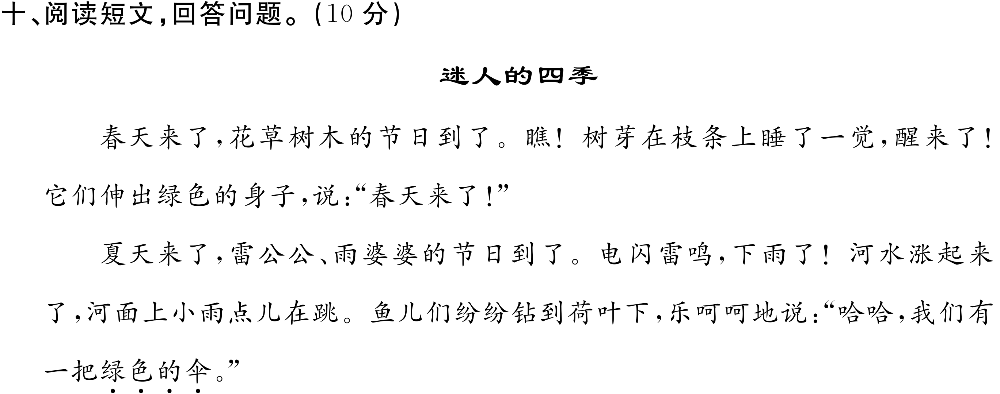 十、阅读短文,回答问题。(10 分)
迷人的四季
春天来了,花草树木的节日到了。瞧! 树芽在枝条上睡了一觉,醒来了!
它们伸出绿色的身子,说:“春天来了!”
夏天来了,雷公公、雨婆婆的节日到了。电闪雷鸣,下雨了! 河水涨起来
了,河面上小雨点儿在跳。鱼儿们纷纷钻到荷叶下,乐呵呵地说:“哈哈,我们有
一把绿色的伞。”